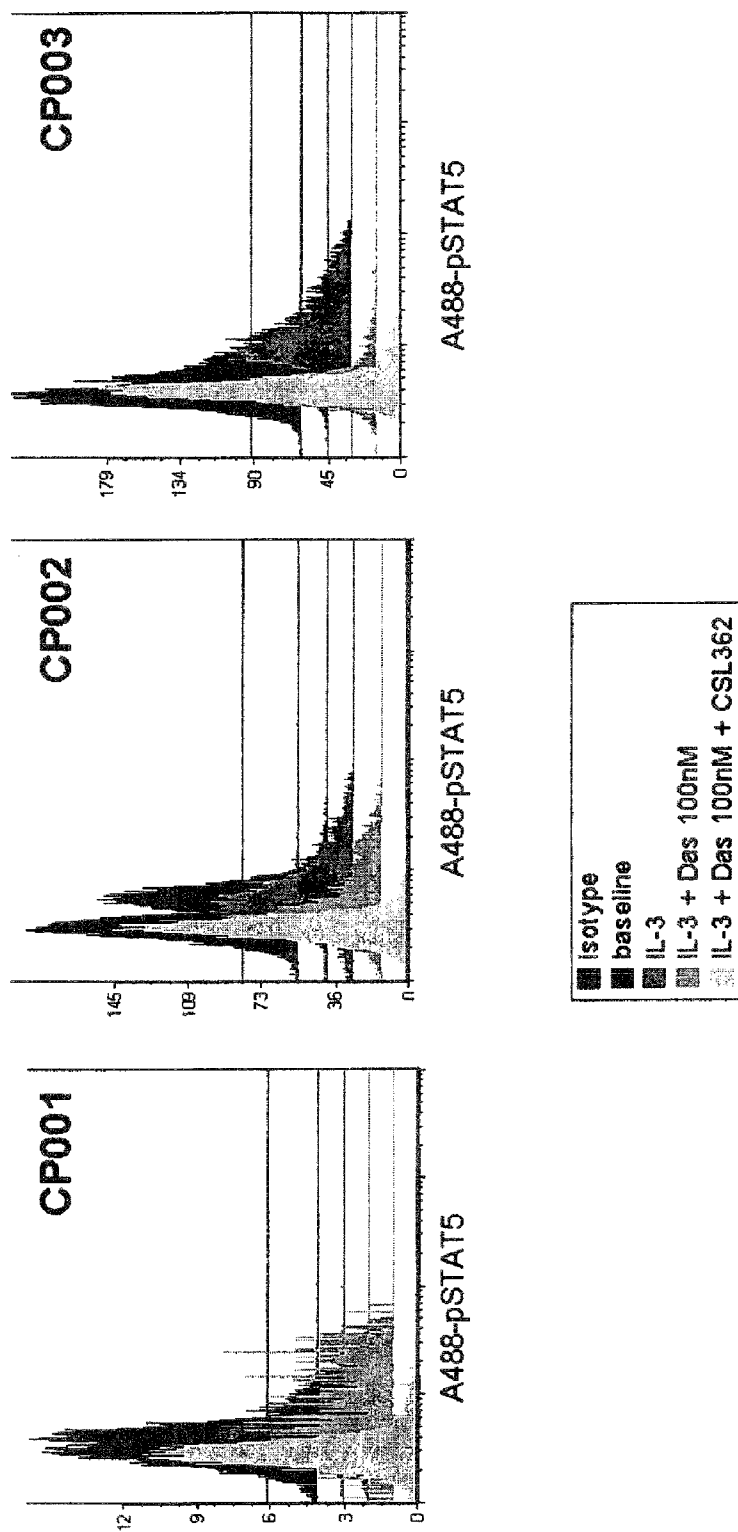 CP001
12
9
6
3
0
A488-pSTAT5
CP002
145
109
73
36
0
A488-pSTAT5
CP003
179
134
90
45
0
A488-pSTAT5
Isotype
baseline
IL-3
IL-3 + Das 100nM
IL-3 + Das 100nM + CSL362